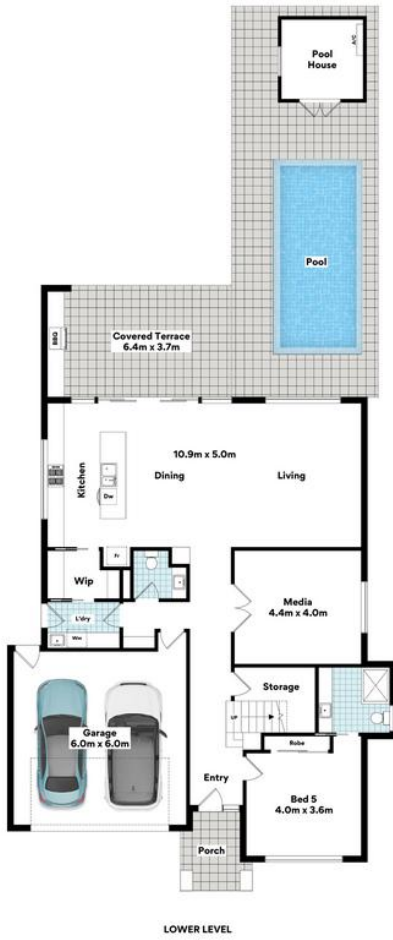 Pool
House
A/C
Pool
BBQ
Covered Terrace
6.4m x 3.7m
10.9m x 5.0m
Kitchen
Dining
Living
Dw
Fr
Wip
Media
4.4m x 4.0m
L'dry
Wm
Storage
UP
Garage
6.0m x 6.0m
Robe
Entry
Bed 5
4.0m x 3.6m
Porch
LOWER LEVEL